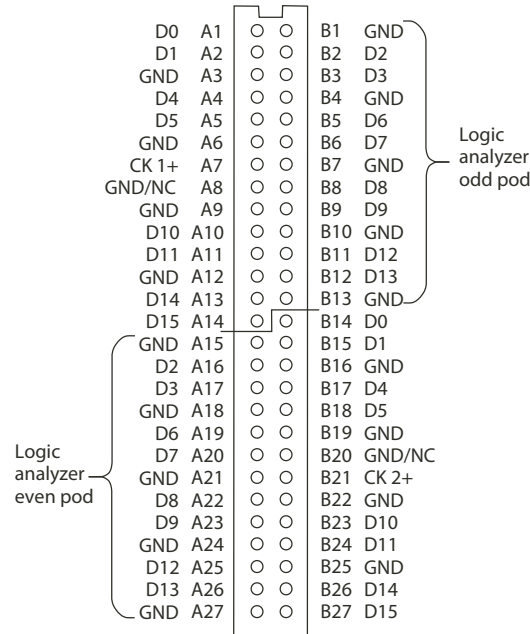 D0 A1 B1 GND
D1 A2 B2 D2
GND A3 B3 D3
D4 A4 B4 GND
D5 A5 B5 D6
GND A6 B6 D7
CK 1+ A7 B7 GND
GND/NC A8 B8 D8
GND A9 B9 D9
D10 A10 B10 GND
D11 A11 B11 D12
GND A12 B12 D13
D14 A13 B13 GND
D15 A14 B14 D0
GND A15 B15 D1
D2 A16 B16 GND
D3 A17 B17 D4
GND A18 B18 D5
D6 A19 B19 GND
D7 A20 B20 GND/NC
GND A21 B21 CK 2+
D8 A22 B22 GND
D9 A23 B23 D10
GND A24 B24 D11
D12 A25 B25 GND
D13 A26 B26 D14
GND A27 B27 D15
Logic
analyzer
odd pod
Logic
analyzer
even pod